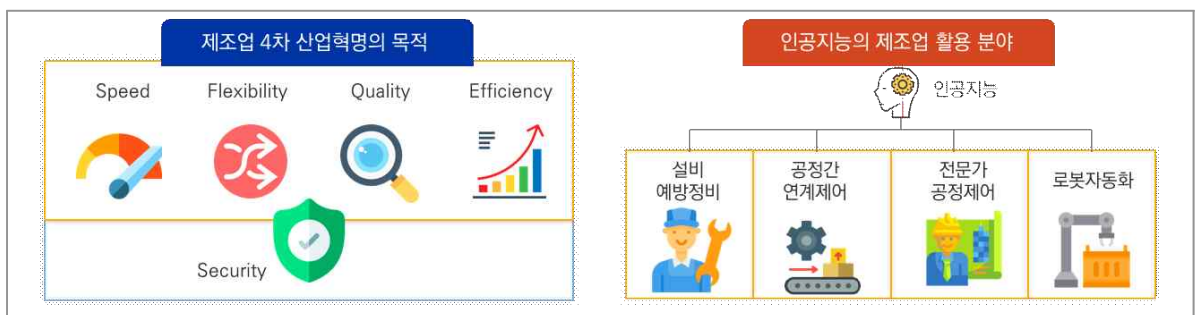 제조업 4차 산업혁명의 목적
Speed
Flexibility
Quality
Efficiency
Security
인공지능의 제조업 활용 분야
인공지능
설비
예방정비
공정간
연계제어
전문가
공정제어
로봇자동화